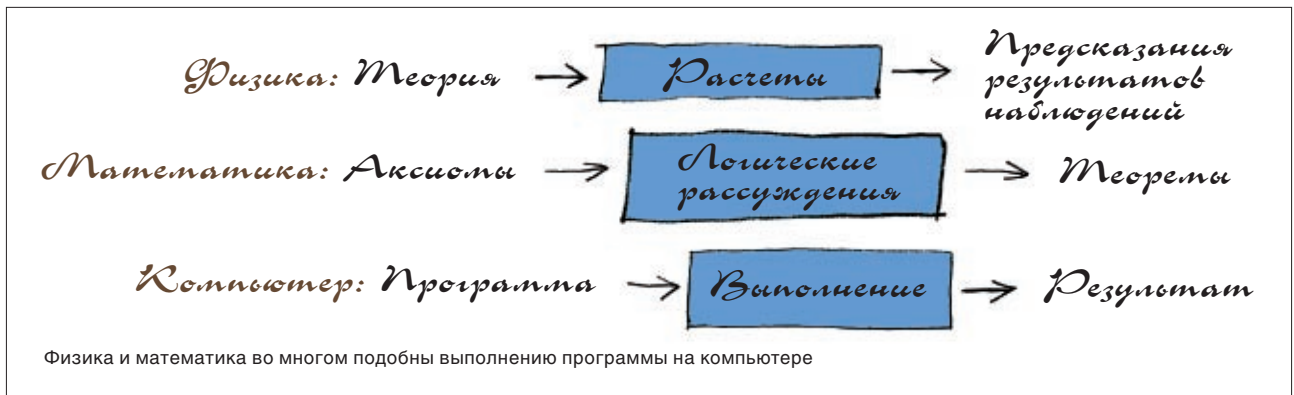 Физика: Теория → Расчеты → Предсказания
результатов
наблюдений
Математика: Аксиомы → Логические
рассуждения → Теоремы
Компьютер: Программа → Выполнение → Результат
Физика и математика во многом подобны выполнению программы на компьютере